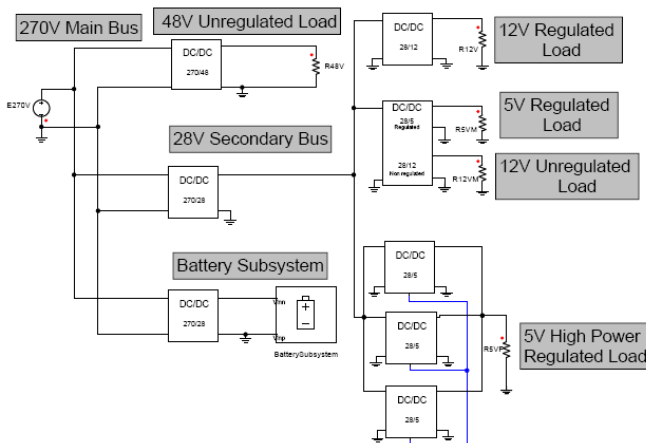 270V Main Bus
48V Unregulated Load
DC/DC
270/48
R48V
E270V
28V Secondary Bus
DC/DC
270/28
Battery Subsystem
DC/DC
270/28
Vmp
BatterySubsystem
DC/DC
28/12
R12V
12V Regulated
Load
DC/DC
28/5
Regulated
R5VM
5V Regulated
Load
28/12
Non regulated
R12VM
12V Unregulated
Load
DC/DC
28/5
DC/DC
28/5
DC/DC
28/5
5V High Power
Regulated Load